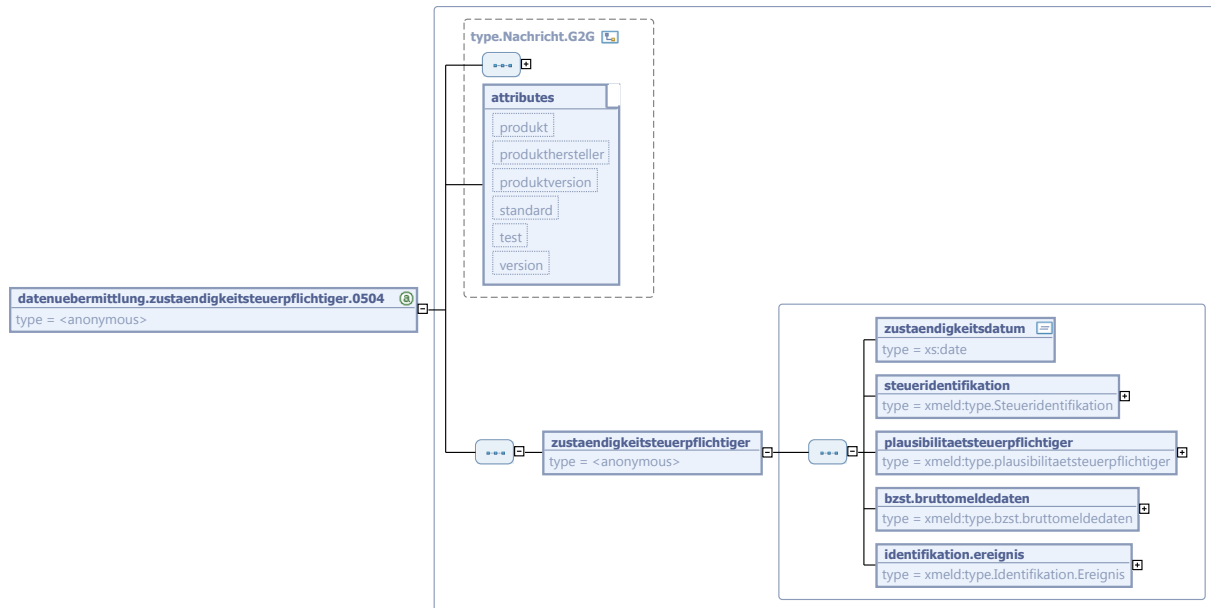 type.Nachricht.G2G
attributes
produkt
produkthersteller
produktversion
standard
test
version
datenuebermittlung.zustaendigkeitsteuerpflichtiger.0504 a
type = <anonymous>
zustaendigkeitsteuerpflichtiger
type = <anonymous>
zustaendigkeitsdatum
type = xs:date
steueridentifikation
type = xmeld:type.Steueridentifikation
plausibilitaetsteuerpflichtiger
type = xmeld:type.plausibilitaetsteuerpflichtiger
bzst.bruttomeldedaten
type = xmeld:type.bzst.bruttomeldedaten
identifikation.ereignis
type = xmeld:type.Identifikation.Ereignis